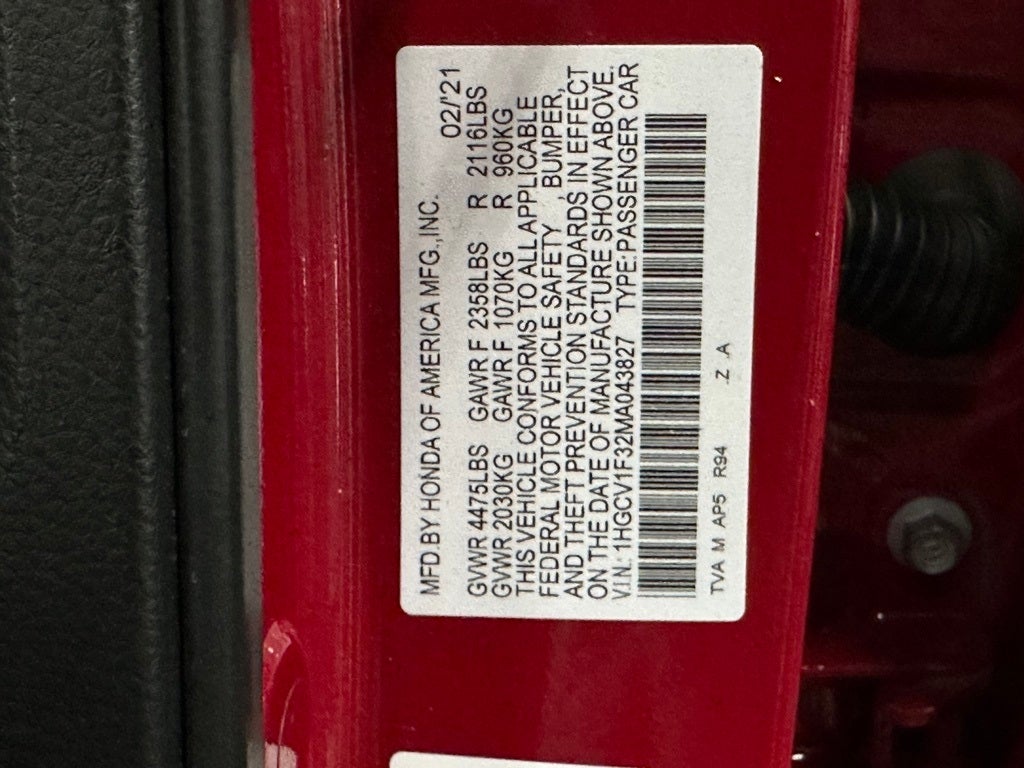 MFD.BY HONDA OF AMERICA MFG.,INC. 02/'21
GVWR 4475LBS GAWR F 2358LBS R 2116LBS
GVWR 2030KG GAWR F 1070KG R 960KG
THIS VEHICLE CONFORMS TO ALL APPLICABLE
FEDERAL MOTOR VEHICLE SAFETY , BUMPER,
AND THEFT PREVENTION STANDARDS IN EFFECT
ON THE DATE OF MANUFACTURE SHOWN ABOVE.
V.I.N.: 1HGCV1F32MA043827 TYPE:PASSENGER CAR
TVA M AP5 R94 .Z .A